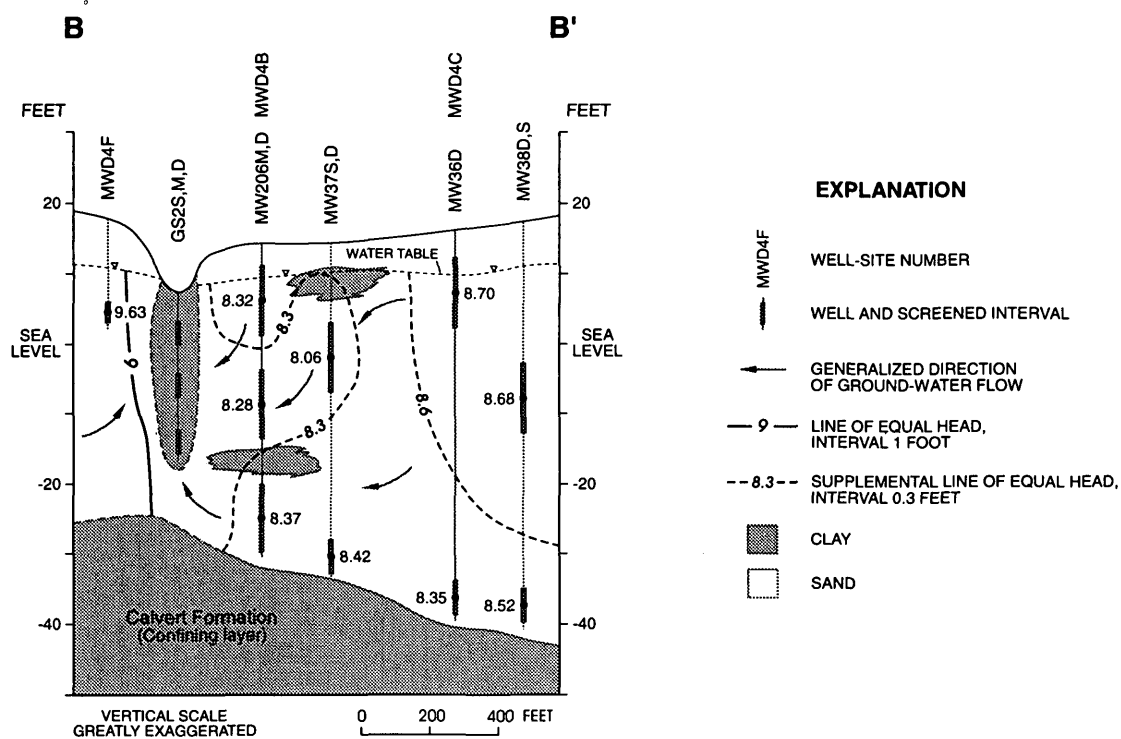 B
B'
FEET
FEET
MWD4F
GS2S,M,D
MW206M,D
MWD4B
MW37S,D
MW36D
MWD4C
MW38D,S
20
20
SEA
LEVEL
SEA
LEVEL
-20
-20
-40
-40
WATER TABLE
9.63
9
8.32
8.3
8.06
8.28
8.3
8.37
8.42
8.6
8.70
8.68
8.35
8.52
Calvert Formation
(Confining layer)
VERTICAL SCALE
GREATLY EXAGGERATED
0 200 400 FEET
EXPLANATION
MWD4F
WELL-SITE NUMBER
WELL AND SCREENED INTERVAL
GENERALIZED DIRECTION
OF GROUND-WATER FLOW
9
LINE OF EQUAL HEAD,
INTERVAL 1 FOOT
8.3
SUPPLEMENTAL LINE OF EQUAL HEAD,
INTERVAL 0.3 FEET
CLAY
SAND